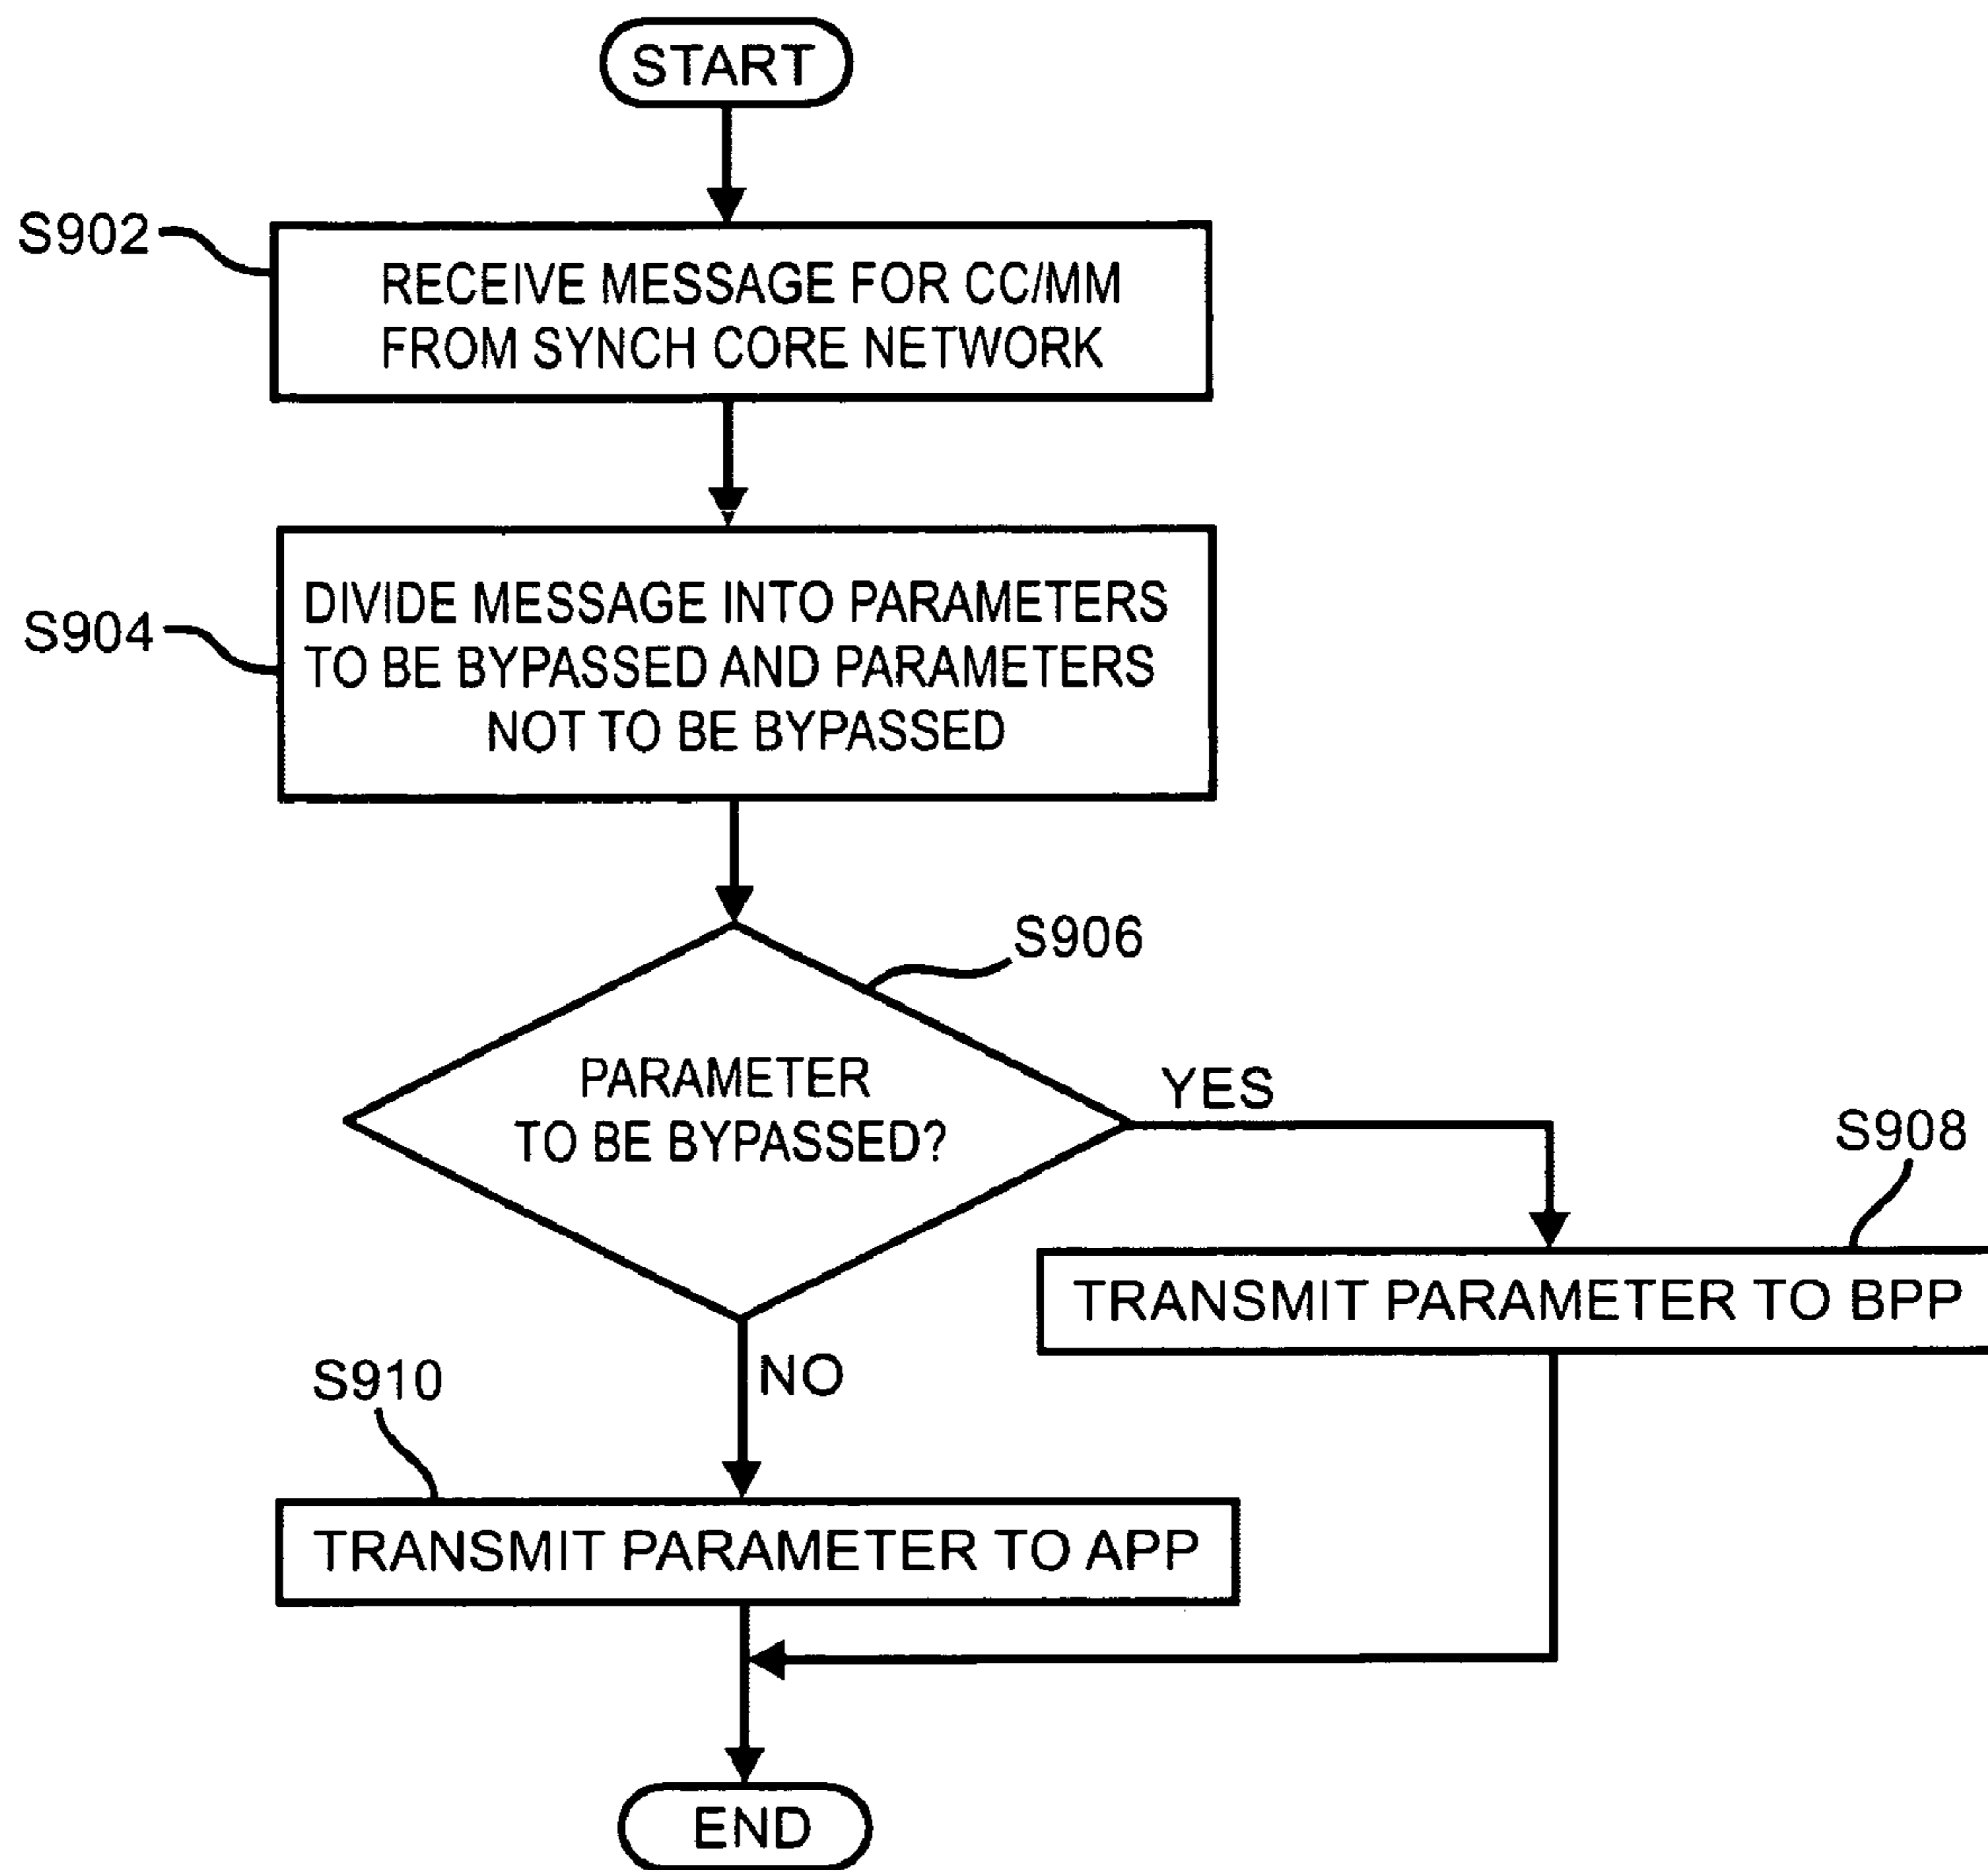 START
S902
RECEIVE MESSAGE FOR CC/MM
FROM SYNCH CORE NETWORK
S904
DIVIDE MESSAGE INTO PARAMETERS
TO BE BYPASSED AND PARAMETERS
NOT TO BE BYPASSED
S906
PARAMETER
TO BE BYPASSED?
YES
S908
TRANSMIT PARAMETER TO BPP
NO
S910
TRANSMIT PARAMETER TO APP
END